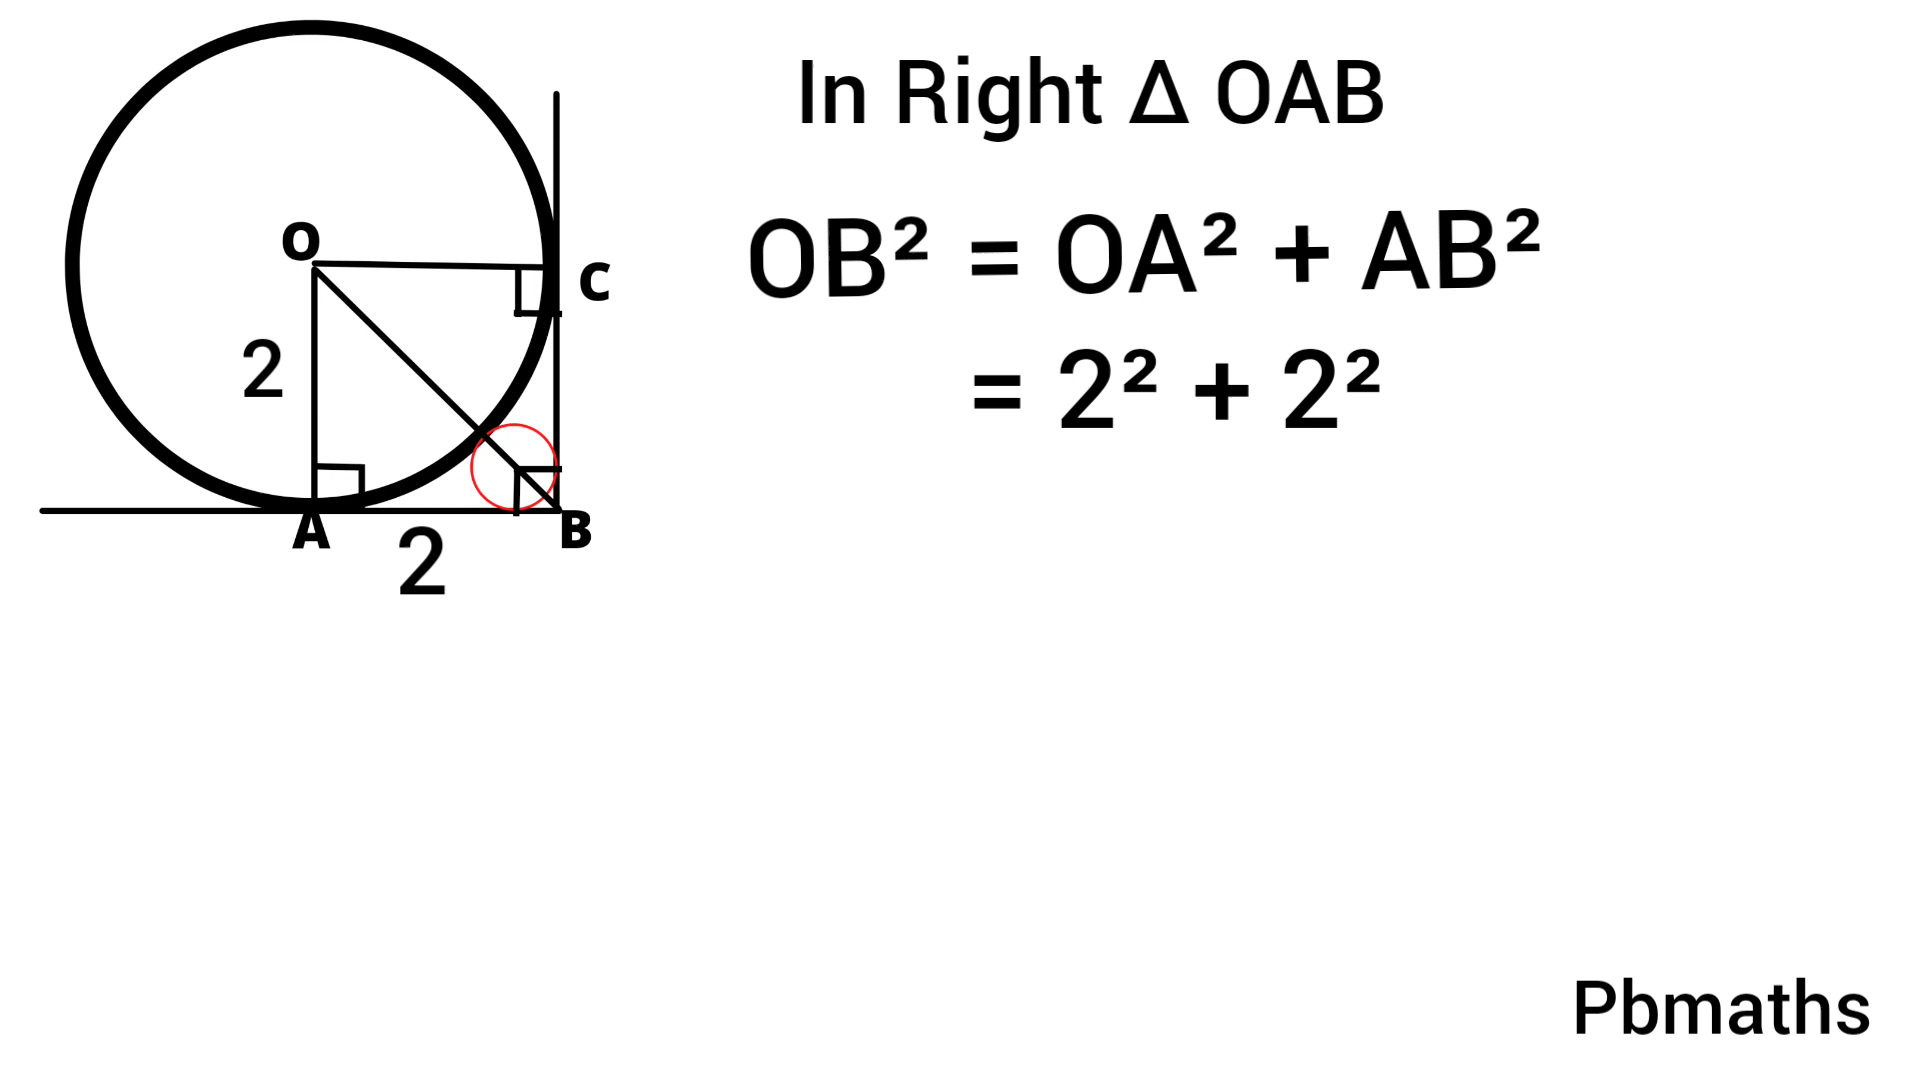 In Right Δ OAB
OB² = OA² + AB²
= 2² + 2²
O
C
2
A
B
2
Pbmaths